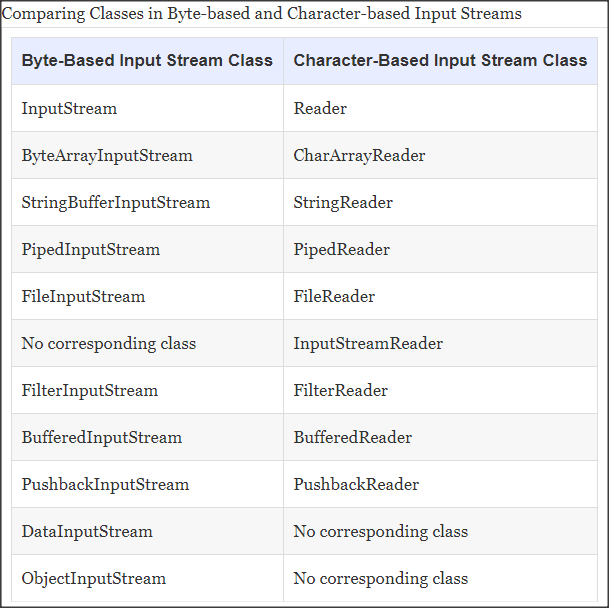 Comparing Classes in Byte-based and Character-based Input Streams
Byte-Based Input Stream Class Character-Based Input Stream Class
InputStream Reader
ByteArrayInputStream CharArrayReader
StringBufferInputStream StringReader
PipedInputStream PipedReader
FileInputStream FileReader
No corresponding class InputStreamReader
FilterInputStream FilterReader
BufferedInputStream BufferedReader
PushbackInputStream PushbackReader
DataInputStream No corresponding class
ObjectInputStream No corresponding class